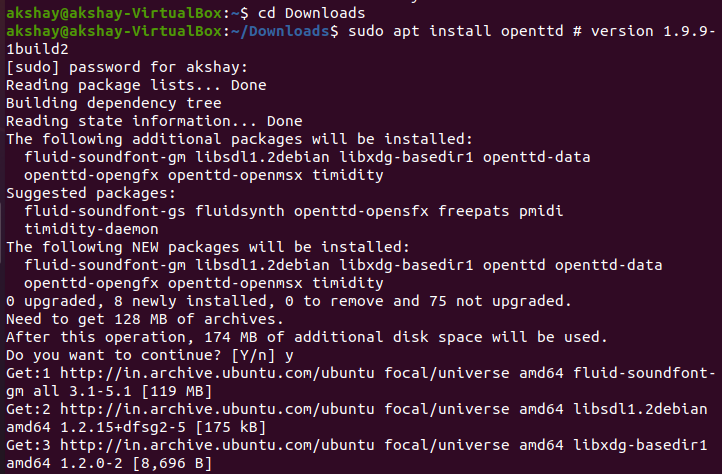 akshay@akshay-VirtualBox:~$ cd Downloads
akshay@akshay-VirtualBox:~/Downloads$ sudo apt install openttd # version 1.9.9-
1build2
[sudo] password for akshay:
Reading package lists... Done
Building dependency tree
Reading state information... Done
The following additional packages will be installed:
  fluid-soundfont-gm libsdl1.2debian libxdg-basedir1 openttd-data
  openttd-opengfx openttd-openmsx timidity
Suggested packages:
  fluid-soundfont-gs fluidsynth openttd-opensfx freepats pmidi
  timidity-daemon
The following NEW packages will be installed:
  fluid-soundfont-gm libsdl1.2debian libxdg-basedir1 openttd openttd-data
  openttd-opengfx openttd-openmsx timidity
0 upgraded, 8 newly installed, 0 to remove and 75 not upgraded.
Need to get 128 MB of archives.
After this operation, 174 MB of additional disk space will be used.
Do you want to continue? [Y/n] y
Get:1 http://in.archive.ubuntu.com/ubuntu focal/universe amd64 fluid-soundfont-
gm all 3.1-5.1 [119 MB]
Get:2 http://in.archive.ubuntu.com/ubuntu focal/universe amd64 libsdl1.2debian
amd64 1.2.15+dfsg2-5 [175 kB]
Get:3 http://in.archive.ubuntu.com/ubuntu focal/universe amd64 libxdg-basedir1
amd64 1.2.0-2 [8,696 B]